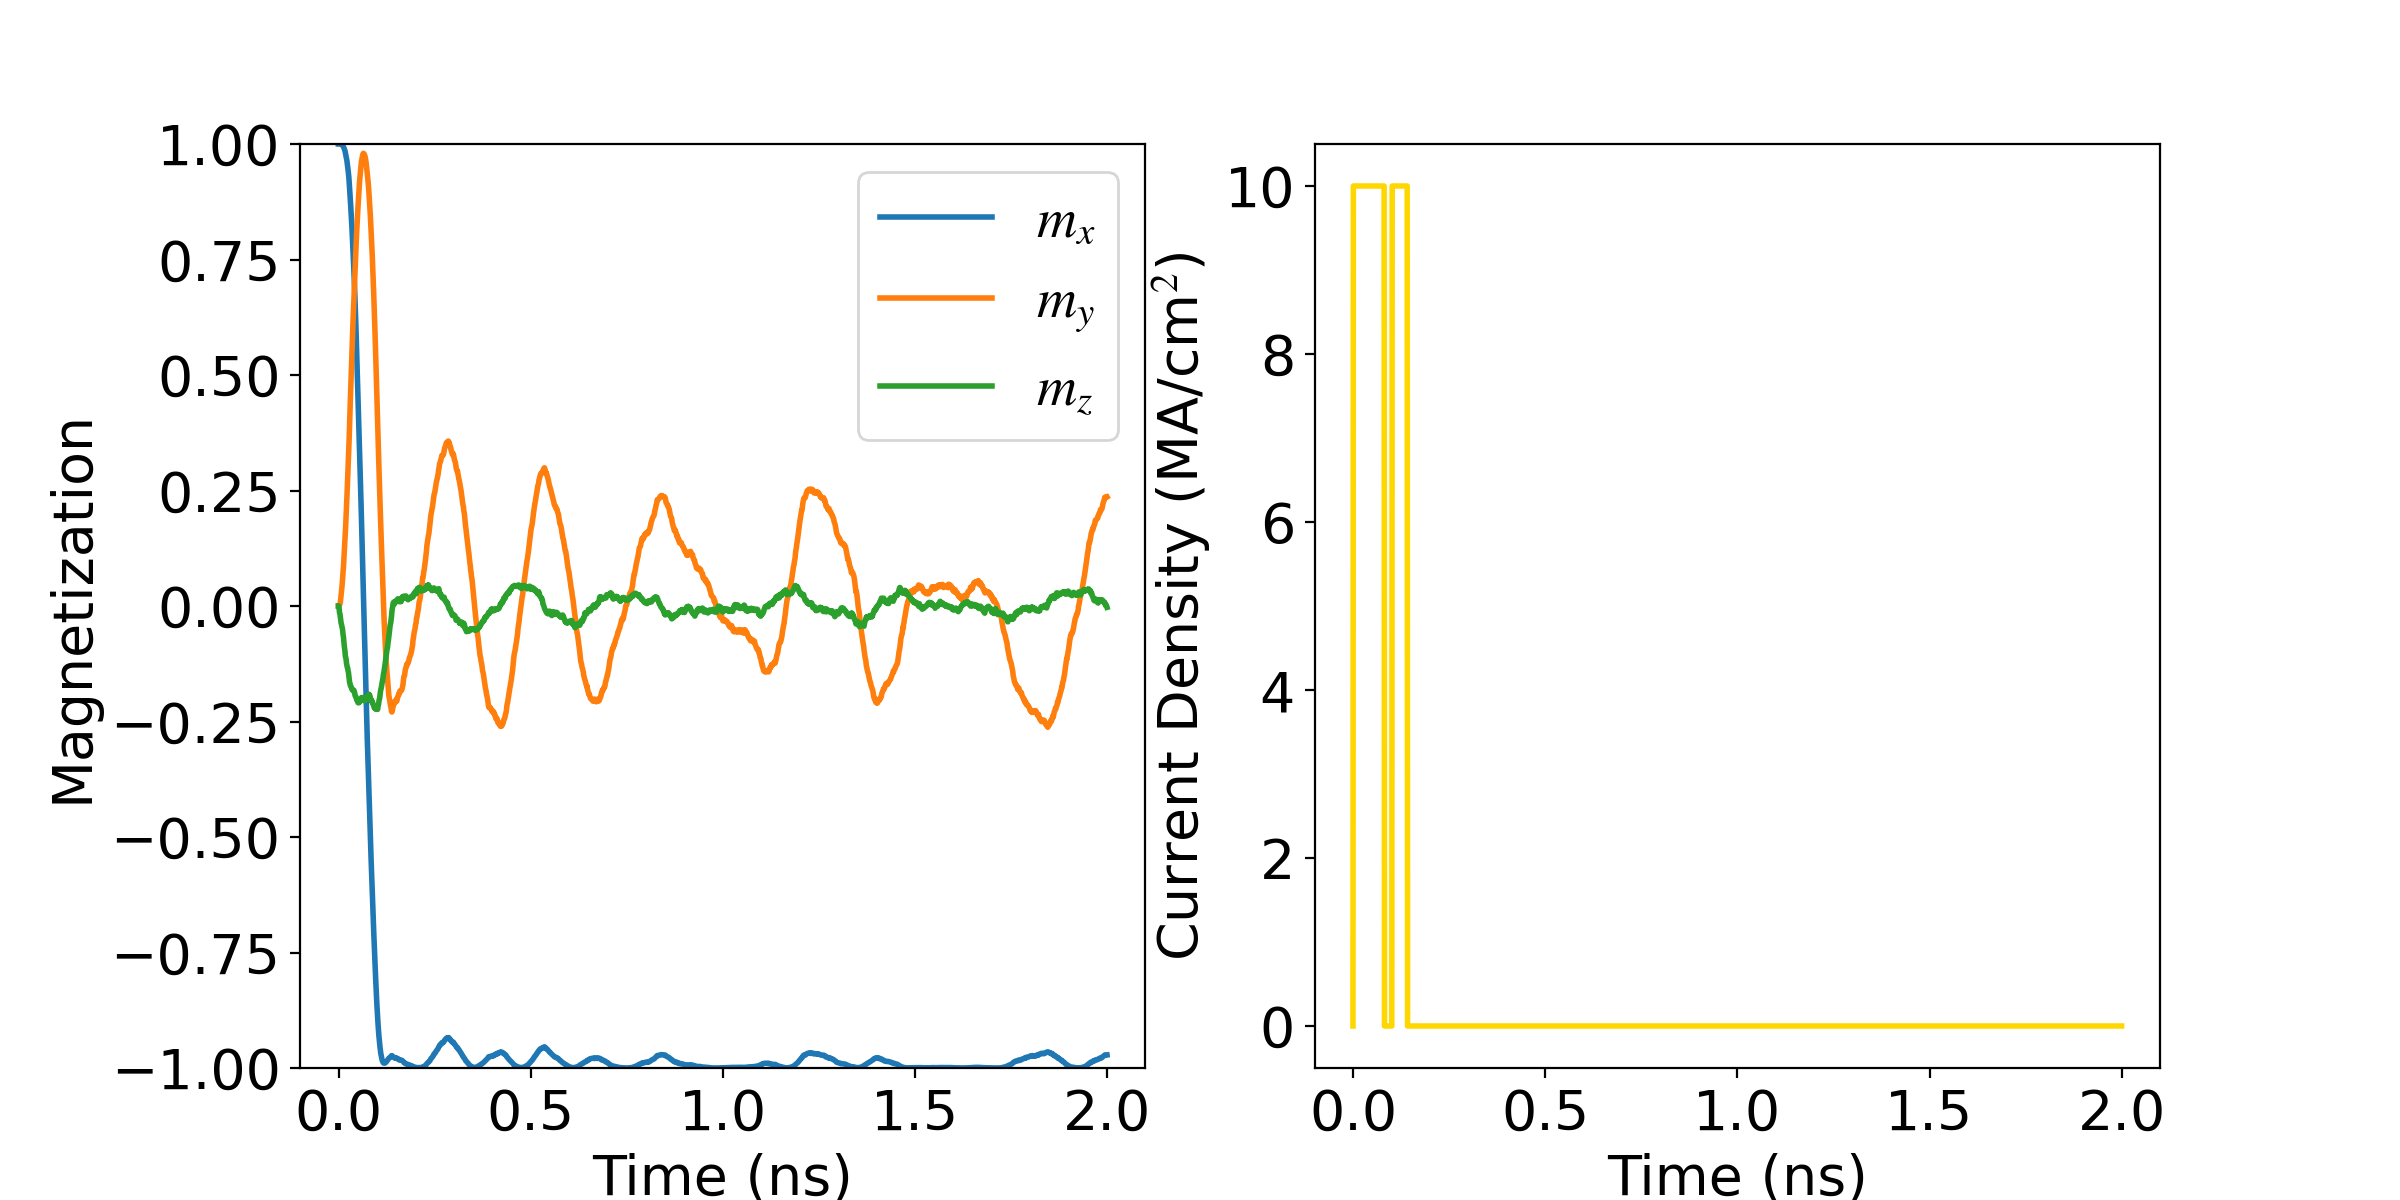 Magnetization
1.00
0.75
0.50
0.25
0.00
−0.25
−0.50
−0.75
−1.00
0.0 0.5 1.0 1.5 2.0
Time (ns)
m_x
m_y
m_z
Current Density (MA/cm²)
10
8
6
4
2
0
0.0 0.5 1.0 1.5 2.0
Time (ns)